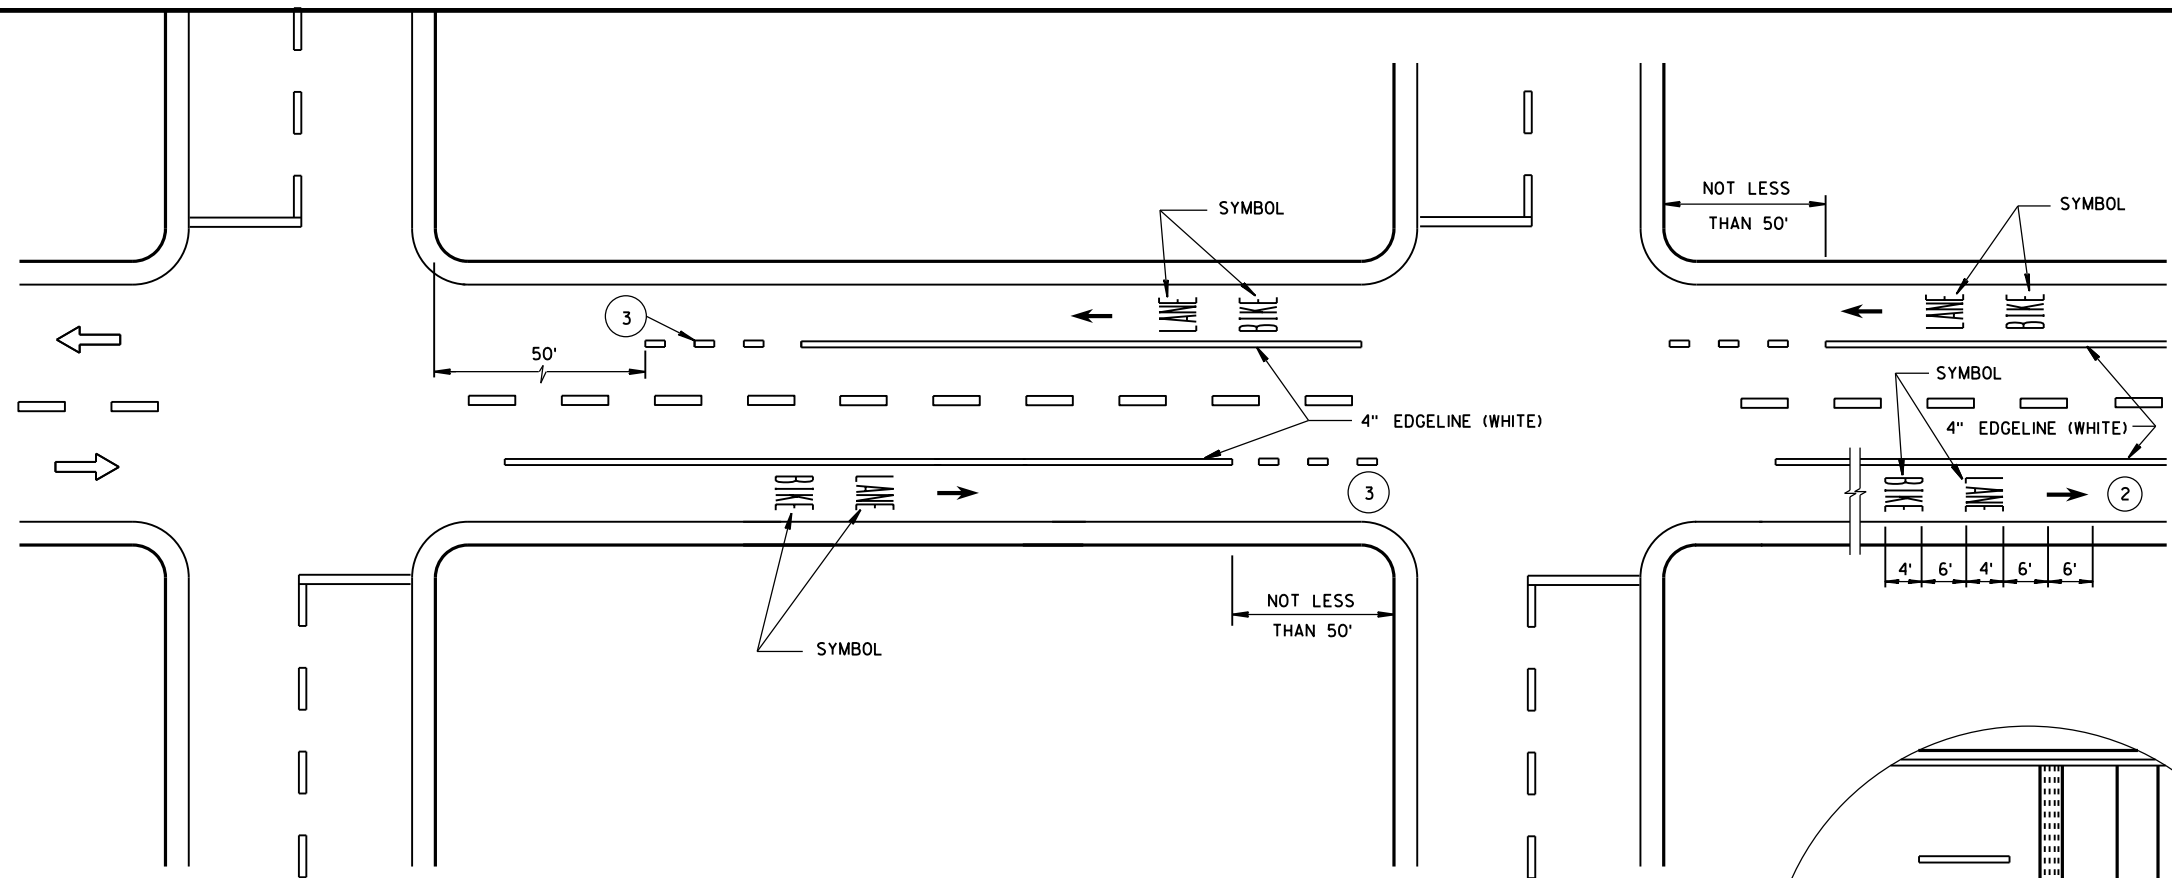 NOT LESS
THAN 50'
SYMBOL
SYMBOL
LANE
BIKE
LANE
BIKE
3
50'
SYMBOL
4" EDGELINE (WHITE)
4" EDGELINE (WHITE)
BIKE
LANE
3
BIKE
LANE
2
4'
6'
4'
6'
6'
NOT LESS
THAN 50'
SYMBOL